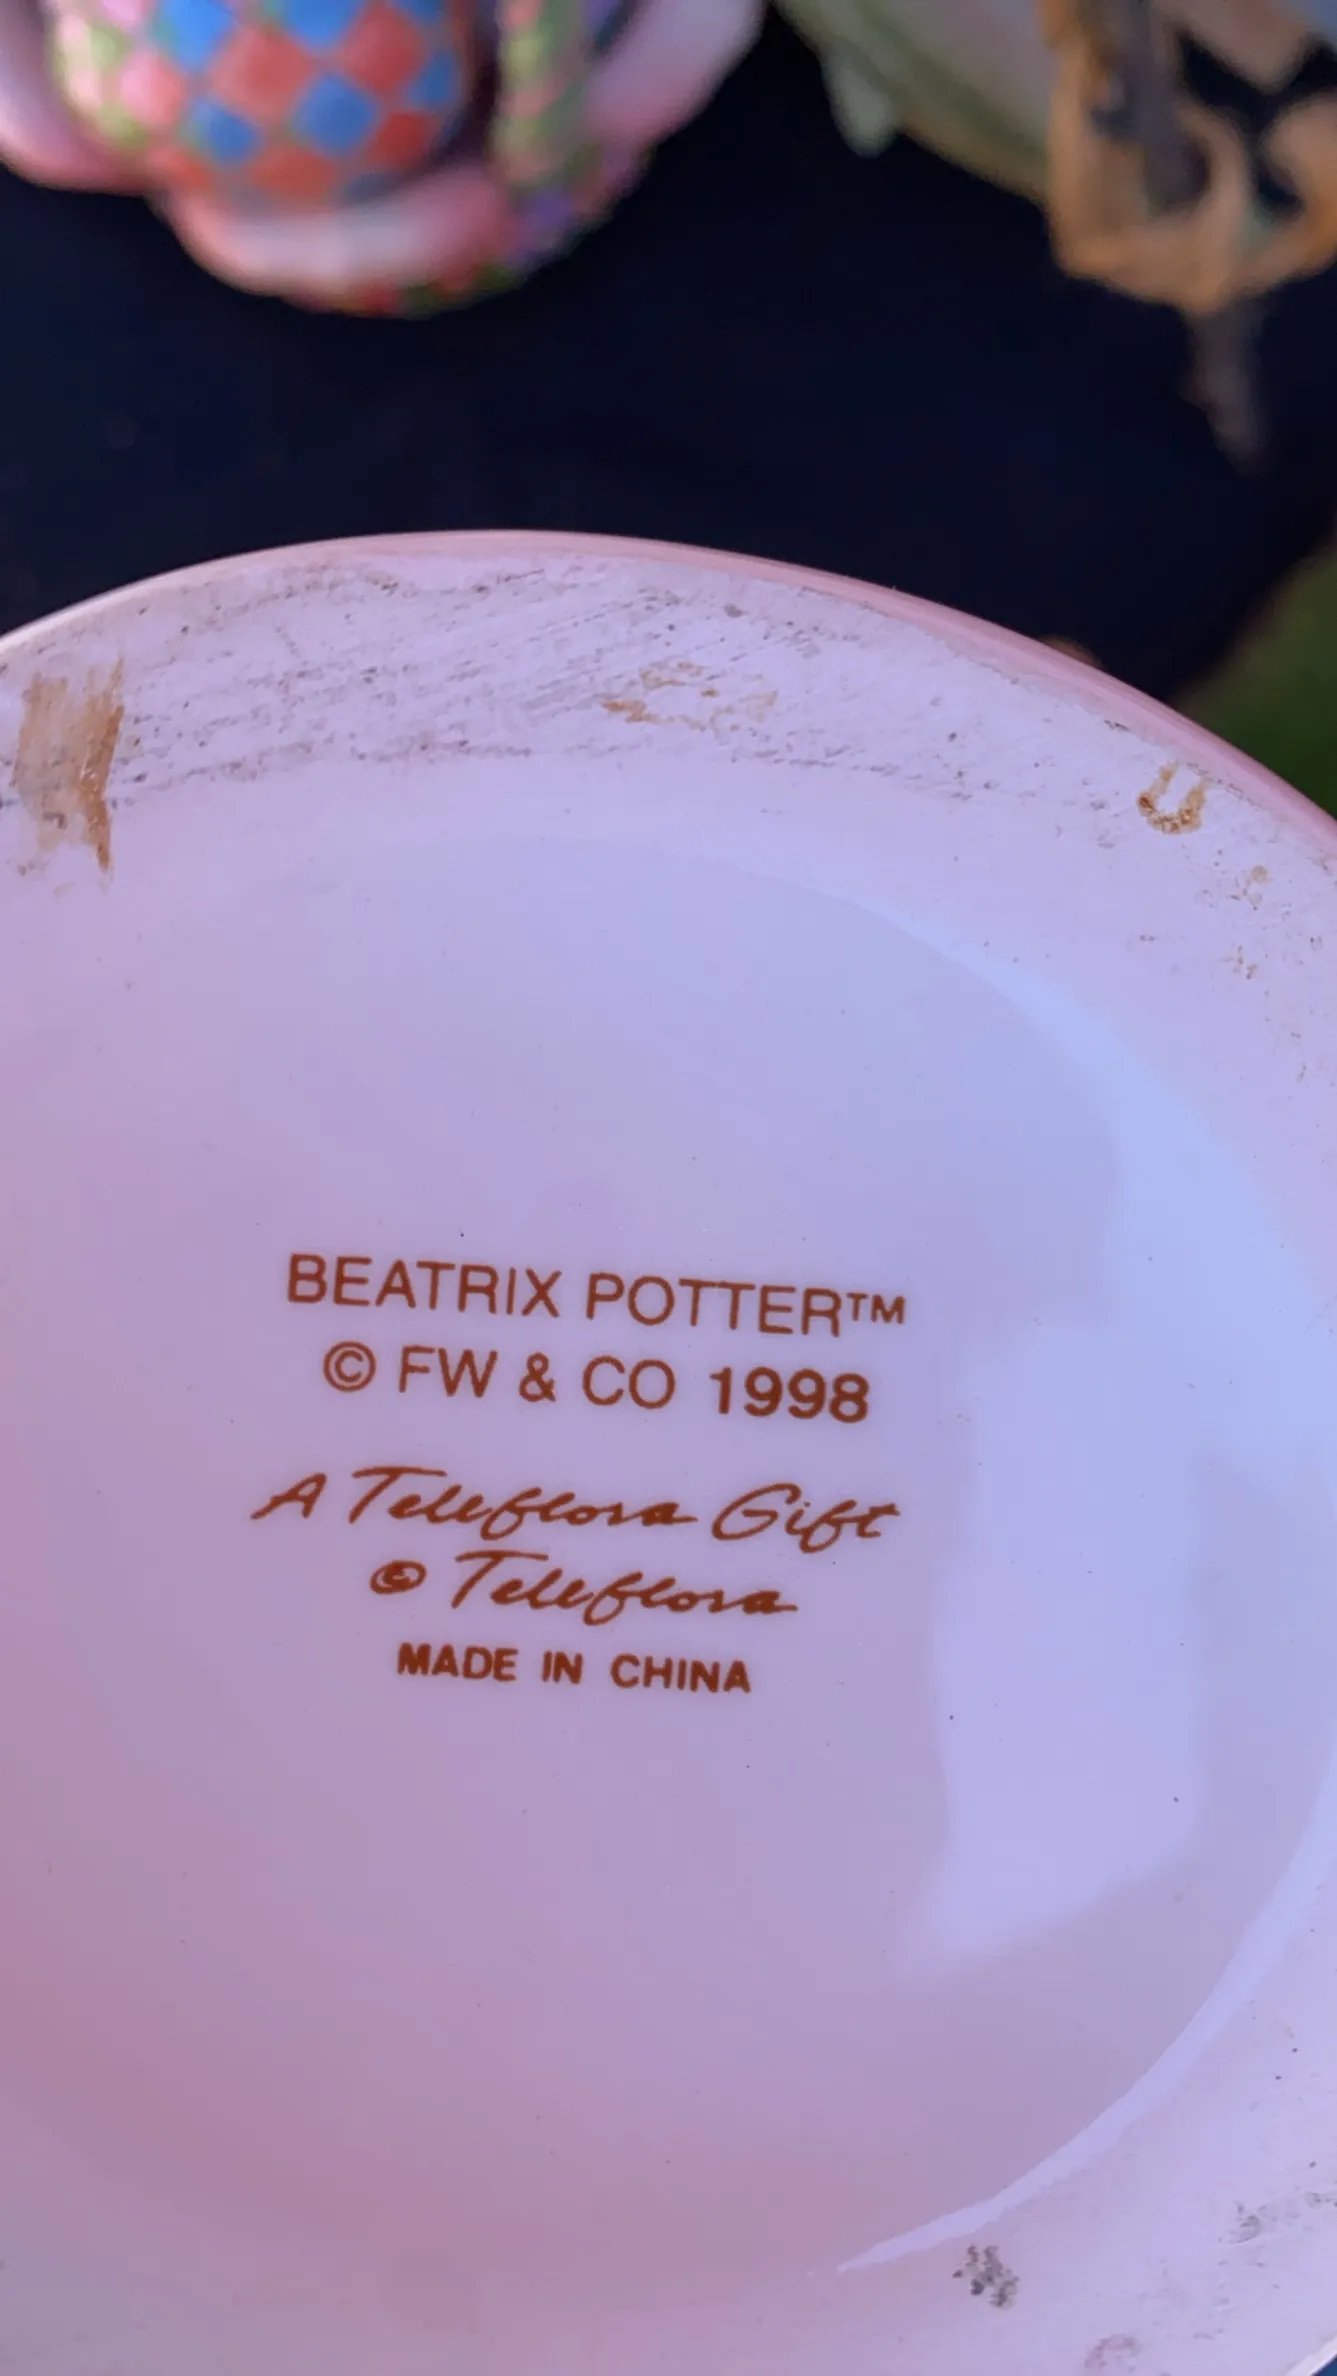 BEATRIX POTTER™
© FW & CO 1998
A Teleflora Gift
© Teleflora
MADE IN CHINA